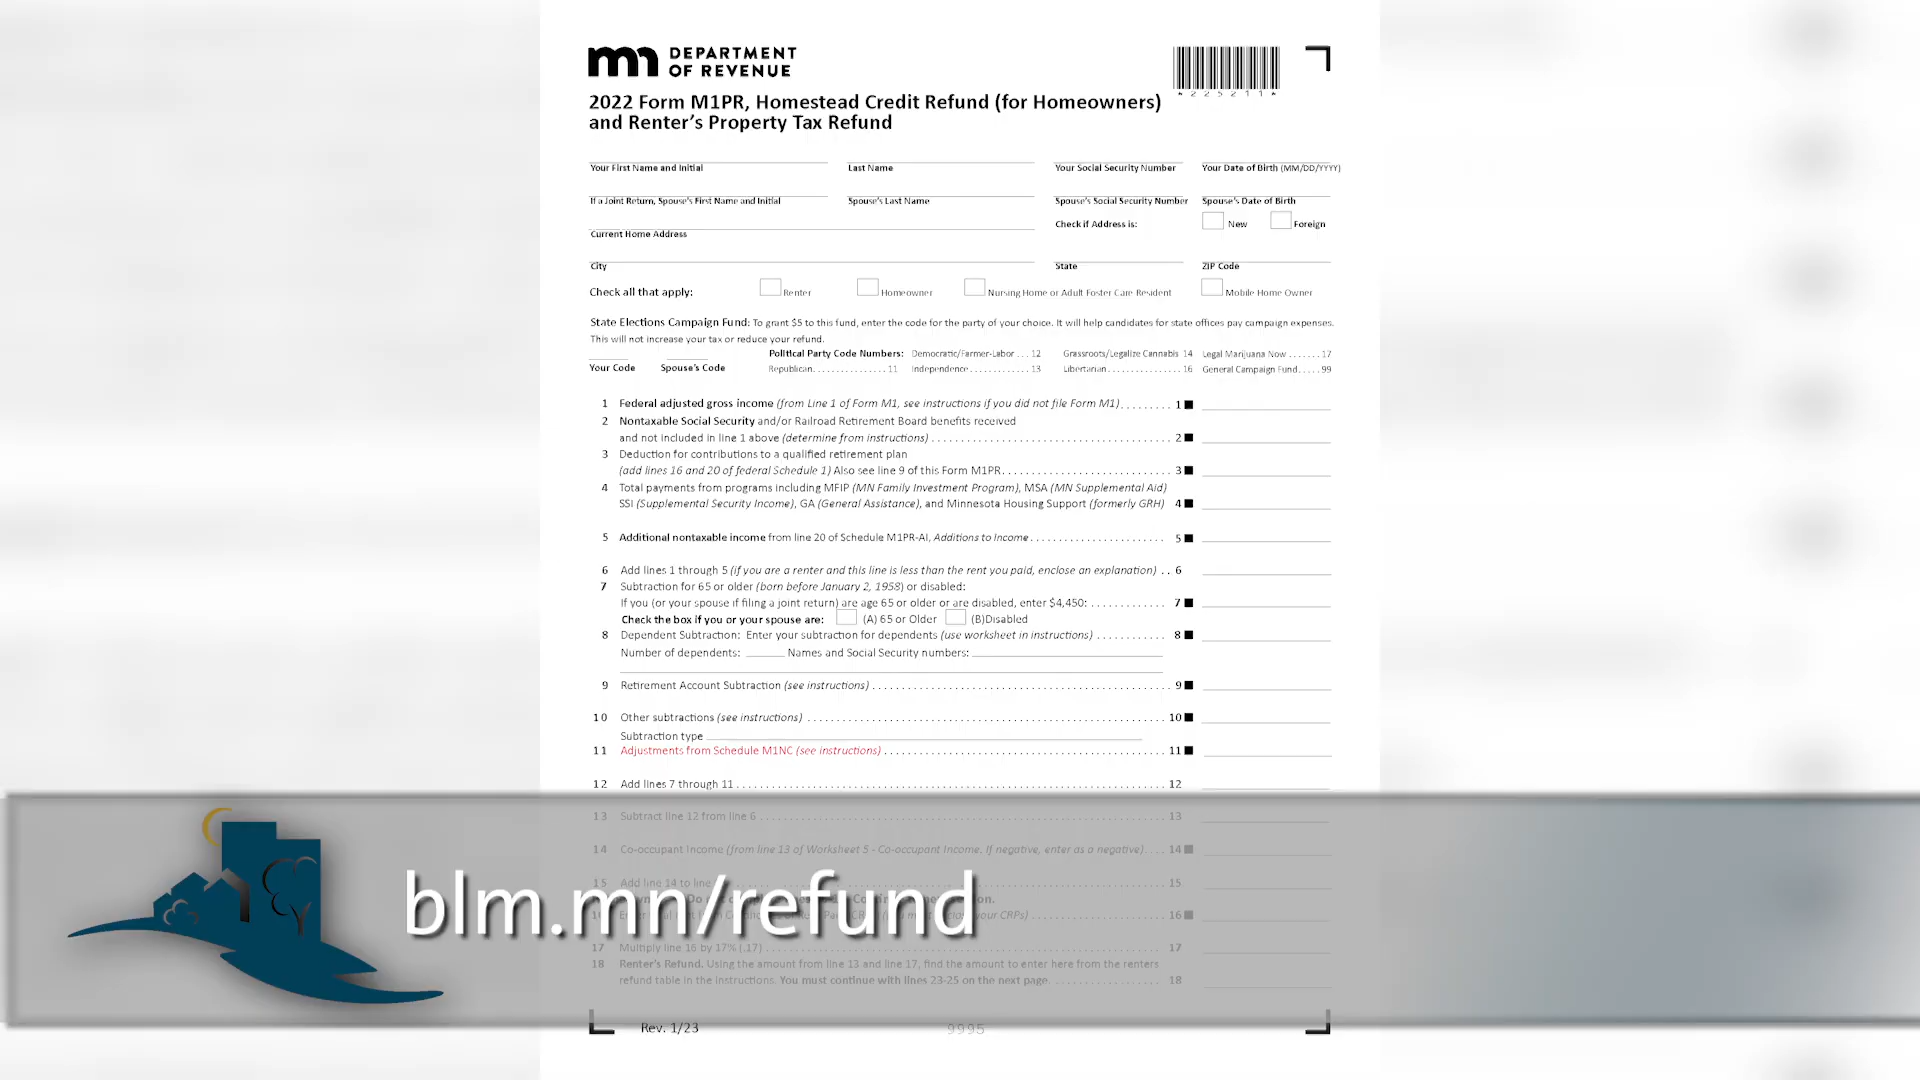 mn DEPARTMENT
OF REVENUE
*225211*
2022 Form M1PR, Homestead Credit Refund (for Homeowners)
and Renter's Property Tax Refund
Your First Name and Initial Last Name Your Social Security Number Your Date of Birth (MM/DD/YYYY)
If a Joint Return, Spouse's First Name and Initial Spouse's Last Name Spouse's Social Security Number Spouse's Date of Birth
Check if Address is: New Foreign
Current Home Address
City State ZIP Code
Check all that apply: Renter Homeowner Nursing Home or Adult Foster Care Resident Mobile Home Owner
State Elections Campaign Fund: To grant $5 to this fund, enter the code for the party of your choice. It will help candidates for state offices pay campaign expenses.
This will not increase your tax or reduce your refund.
Political Party Code Numbers: Democratic/Farmer-Labor . . . 12 Grassroots/Legalize Cannabis 14 Legal Marijuana Now . . . . . . . 17
Your Code Spouse's Code Republican. . . . . . . . . . . . . . . . 11 Independence. . . . . . . . . . . . . 13 Libertarian. . . . . . . . . . . . . . . . 16 General Campaign Fund. . . . . 99
1 Federal adjusted gross income (from Line 1 of Form M1, see instructions if you did not file Form M1). . . . . . . . . 1
2 Nontaxable Social Security and/or Railroad Retirement Board benefits received
and not included in line 1 above (determine from instructions) . . . . . . . . . . . . . . . . . . . . 2
3 Deduction for contributions to a qualified retirement plan
(add lines 16 and 20 of federal Schedule 1) Also see line 9 of this Form M1PR. . . . . . . . . . . . 3
4 Total payments from programs including MFIP (MN Family Investment Program), MSA (MN Supplemental Aid)
SSI (Supplemental Security Income), GA (General Assistance), and Minnesota Housing Support (formerly GRH) 4
5 Additional nontaxable income from line 20 of Schedule M1PR-AI, Additions to Income . . . . . . . . . . . . 5
6 Add lines 1 through 5 (if you are a renter and this line is less than the rent you paid, enclose an explanation) . . 6
7 Subtraction for 65 or older (born before January 2, 1958) or disabled:
If you (or your spouse if filing a joint return) are age 65 or older or are disabled, enter $4,450: . . . . . . . . . . . . 7
Check the box if you or your spouse are: (A) 65 or Older (B)Disabled
8 Dependent Subtraction: Enter your subtraction for dependents (use worksheet in instructions) . . . . . . . . . . . 8
Number of dependents: Names and Social Security numbers:
9 Retirement Account Subtraction (see instructions) . . . . . . . . . . . . . . . . . . . . 9
10 Other subtractions (see instructions) . . . . . . . . . . . . . . . . . . . . 10
Subtraction type
11 Adjustments from Schedule M1NC (see instructions) . . . . . . . . . . . . . . . . . . . . 11
12 Add lines 7 through 11 . . . . . . . . . . . . . . . . . . . . 12
13 Subtract line 12 from line 6 . . . . . . . . . . . . . . . . . . . . 13
14 Co-occupant Income (from line 13 of Worksheet 5 - Co-occupant Income. If negative, enter as a negative). . . . 14
15 Add line 14 to line 15
blm.mn/refund
your CRPs) . . . . . . . . . . . . 16
17 Multiply line 16 by 17% (.17) . . . . . . . . . . . . . . . . . . . . 17
18 Renter's Refund. Using the amount from line 13 and line 17, find the amount to enter here from the renters
refund table in the instructions. You must continue with lines 23-25 on the next page. . . . . . . . . . . . 18
Rev. 1/23 9995